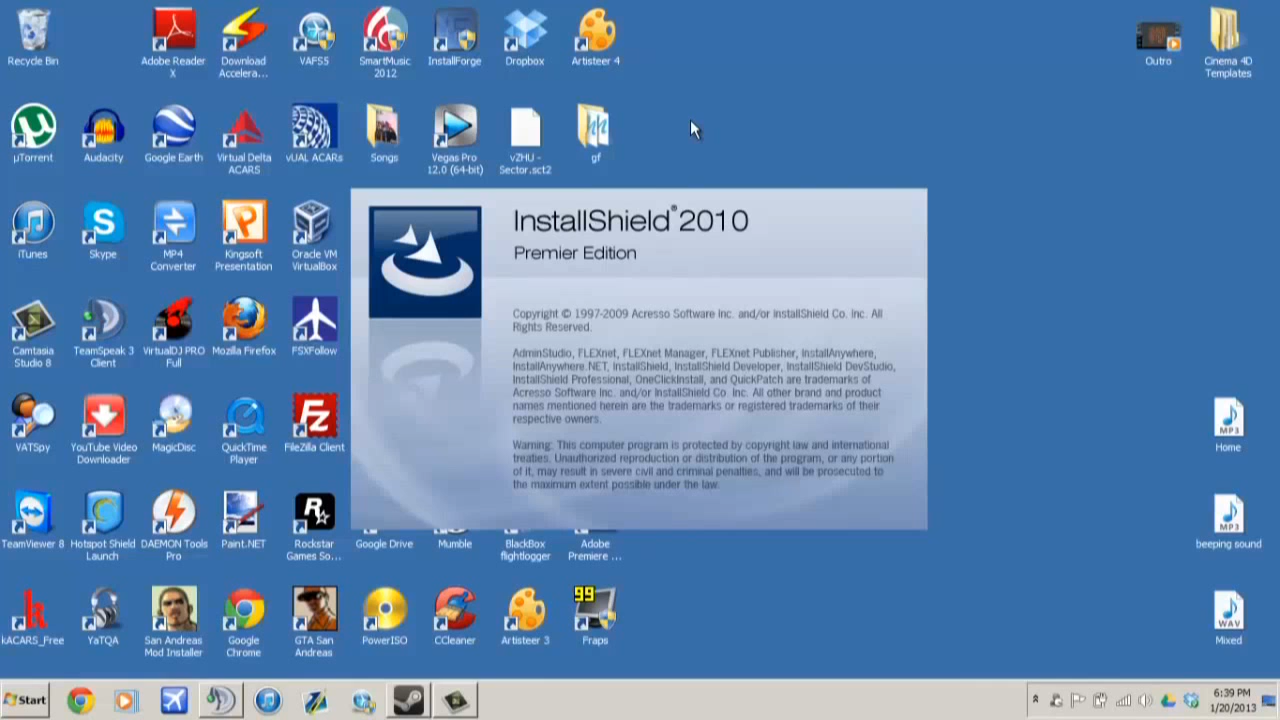 Recycle Bin
Adobe Reader
X
Download
Accelera...
VAFS5
SmartMusic
2012
InstallForge
Dropbox
Artisteer 4
Outro
Cinema 4D
Templates
µTorrent
Audacity
Google Earth
Virtual Delta
ACARS
vUAL ACARs
Songs
Vegas Pro
12.0 (64-bit)
vZHU -
Sector.sct2
gf
iTunes
Skype
MP4
Converter
Kingsoft
Presentation
Oracle VM
VirtualBox
InstallShield® 2010
Premier Edition
Copyright © 1997-2009 Acresso Software Inc. and/or InstallShield Co. Inc. All
Rights Reserved.
AdminStudio, FLEXnet, FLEXnet Manager, FLEXnet Publisher, InstallAnywhere,
InstallAnywhere.NET, InstallShield, InstallShield Developer, InstallShield DevStudio,
InstallShield Professional, OneClickInstall, and QuickPatch are trademarks of
Acresso Software Inc. and/or InstallShield Co. Inc. All other brand and product
names mentioned herein are the trademarks or registered trademarks of their
respective owners.
Warning: This computer program is protected by copyright law and international
treaties. Unauthorized reproduction or distribution of the program, or any portion
of it, may result in severe civil and criminal penalties, and will be prosecuted to
the maximum extent possible under the law.
Camtasia
Studio 8
TeamSpeak 3
Client
VirtualDJ PRO
Full
Mozilla Firefox
FSXFollow
VATSpy
YouTube Video
Downloader
MagicDisc
QuickTime
Player
FileZilla Client
MP3
Home
TeamViewer 8
Hotspot Shield
Launch
DAEMON Tools
Pro
Paint.NET
Rockstar
Games So...
Google Drive
Mumble
BlackBox
flightlogger
Adobe
Premiere ...
MP3
beeping sound
kACARS_Free
YaTQA
San Andreas
Mod Installer
Google
Chrome
GTA San
Andreas
PowerISO
CCleaner
Artisteer 3
99
Fraps
WAV
Mixed
Start
6:39 PM
1/20/2013